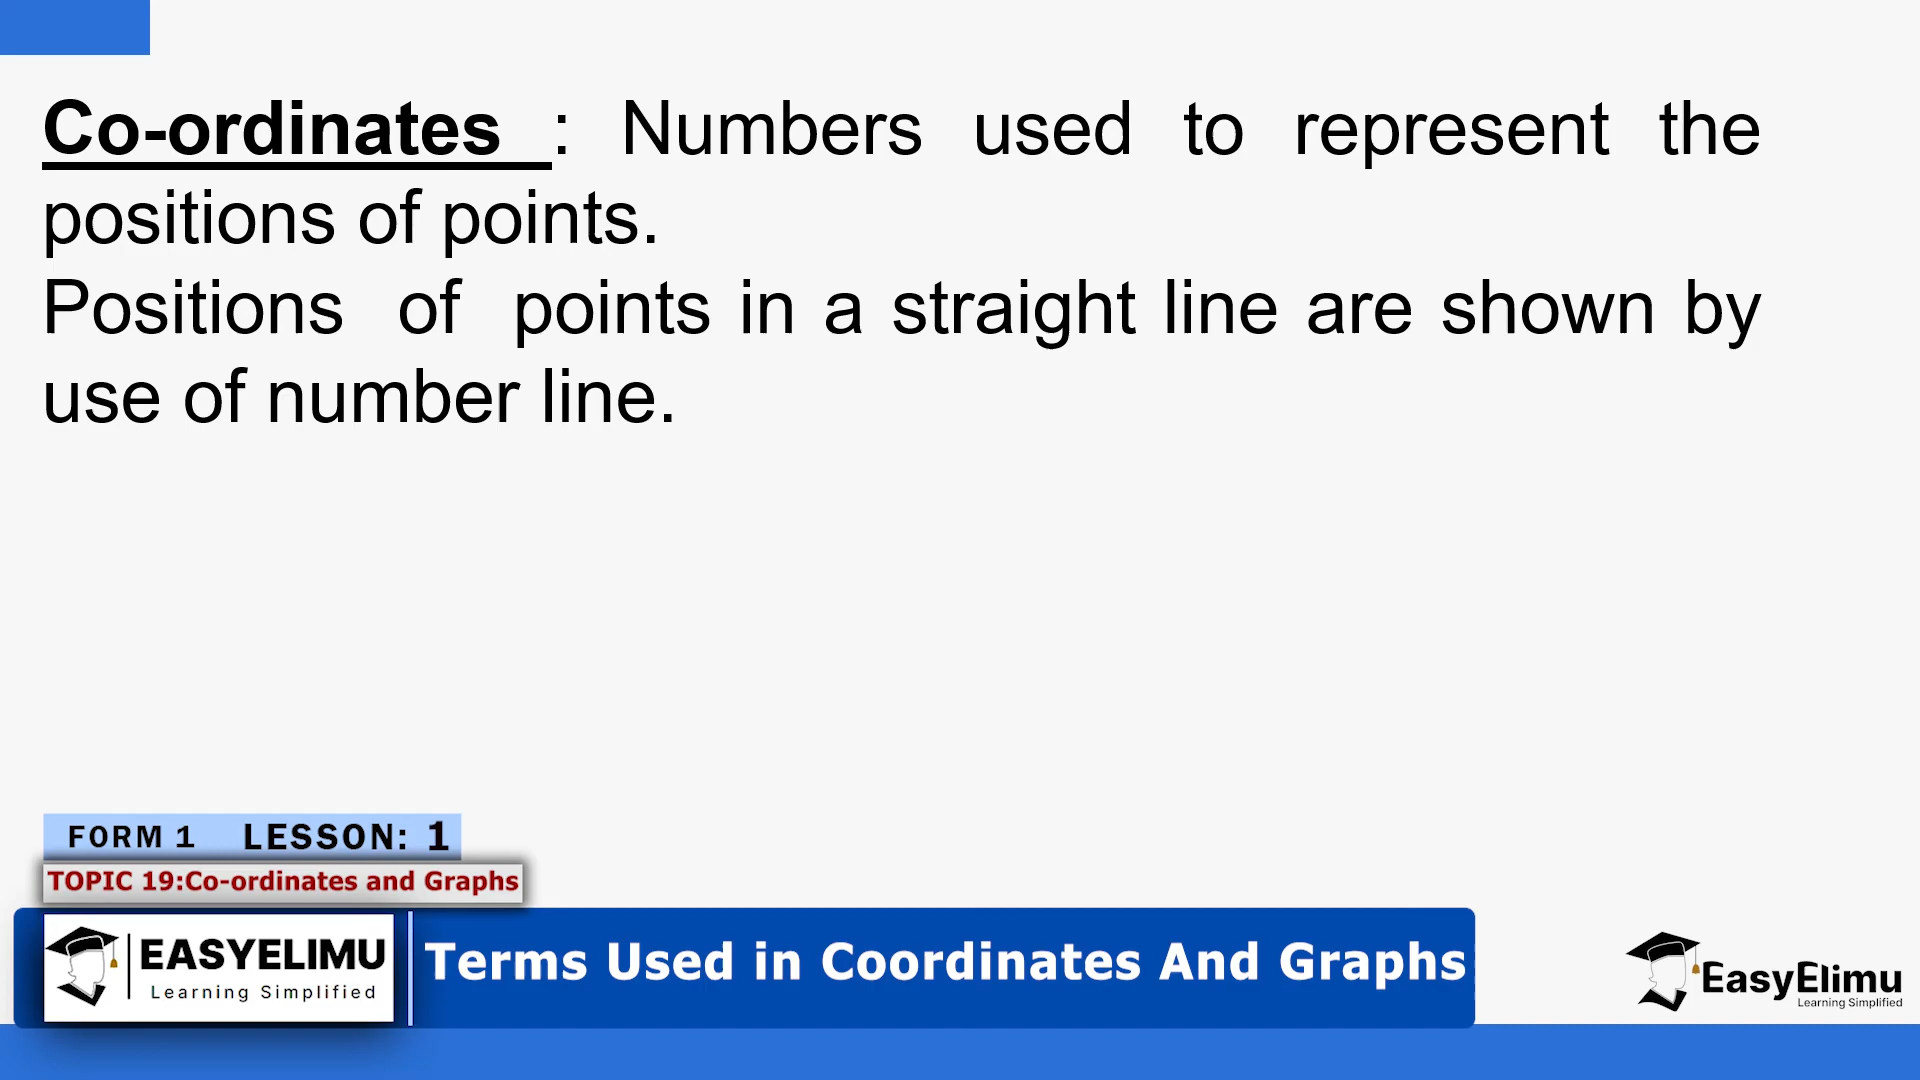 Co-ordinates : Numbers used to represent the
positions of points.
Positions of points in a straight line are shown by
use of number line.
FORM 1 LESSON: 1
TOPIC 19:Co-ordinates and Graphs
EASYELIMU
Learning Simplified
Terms Used in Coordinates And Graphs
EasyElimu
Learning Simplified